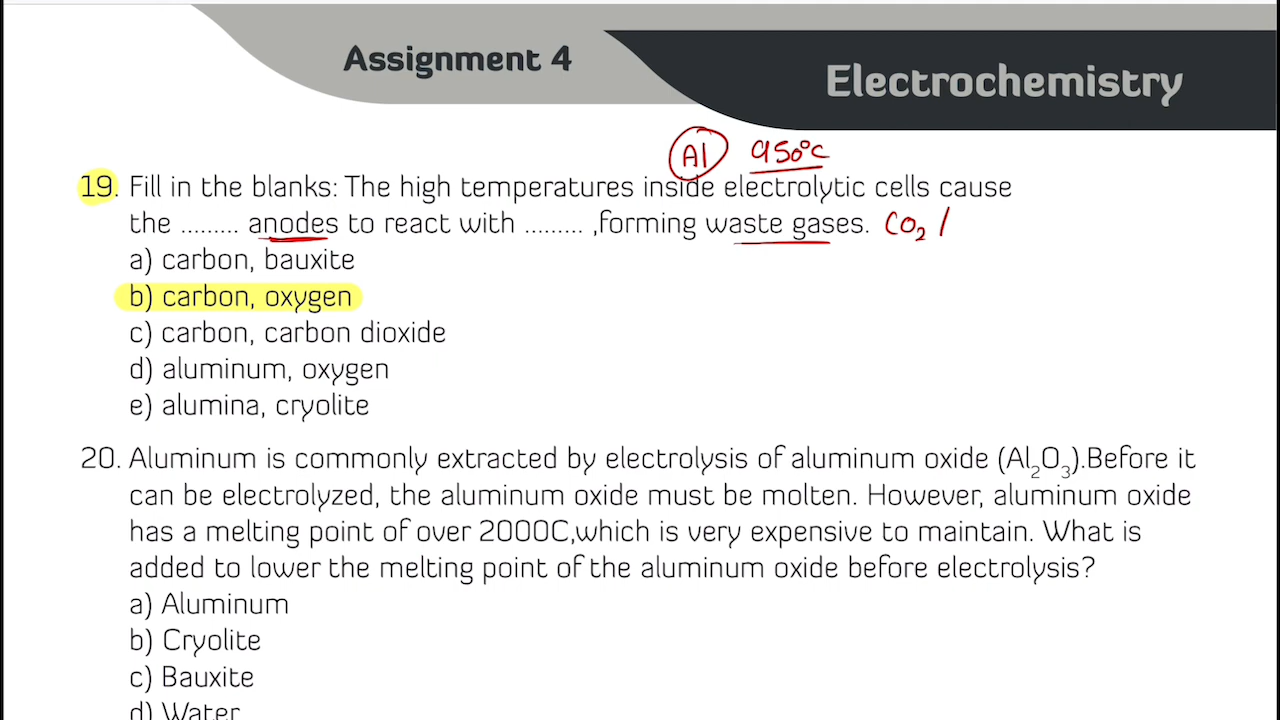 Assignment 4
Electrochemistry
Al 950°C
19. Fill in the blanks: The high temperatures inside electrolytic cells cause
the ......... anodes to react with ......... ,forming waste gases. CO₂ /
a) carbon, bauxite
b) carbon, oxygen
c) carbon, carbon dioxide
d) aluminum, oxygen
e) alumina, cryolite
20. Aluminum is commonly extracted by electrolysis of aluminum oxide (Al₂O₃).Before it
can be electrolyzed, the aluminum oxide must be molten. However, aluminum oxide
has a melting point of over 2000C,which is very expensive to maintain. What is
added to lower the melting point of the aluminum oxide before electrolysis?
a) Aluminum
b) Cryolite
c) Bauxite
d) Water